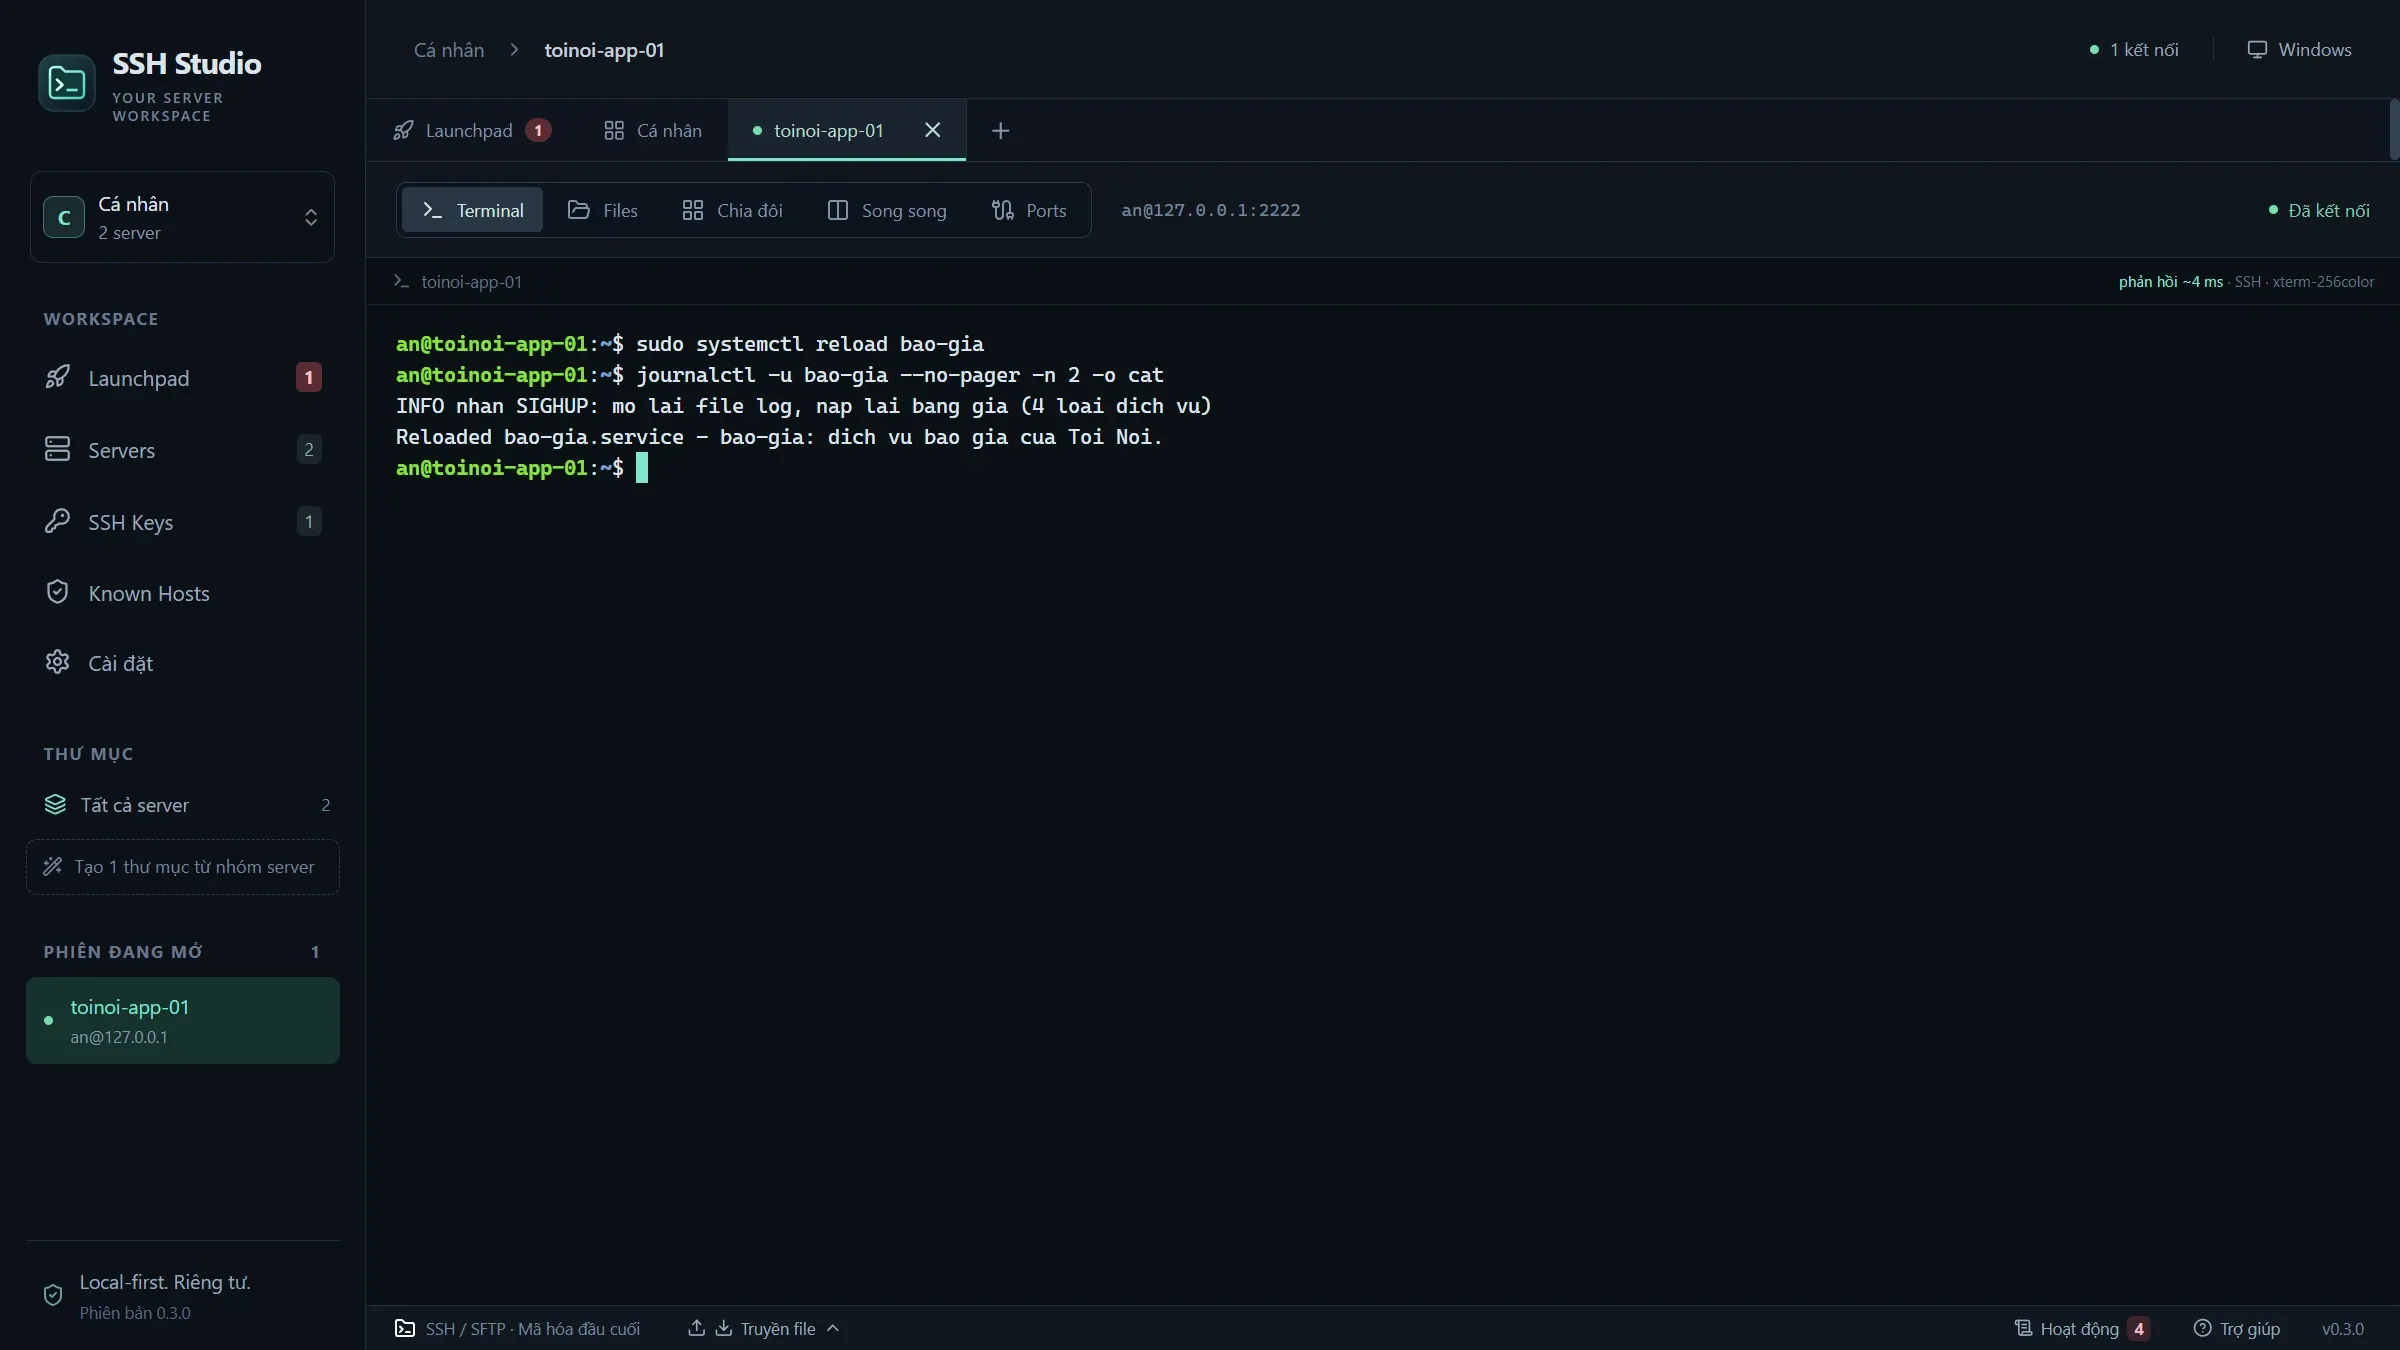 SSH Studio
YOUR SERVER
WORKSPACE
C
Cá nhân
2 server
WORKSPACE
Launchpad 1
Servers 2
SSH Keys 1
Known Hosts
Cài đặt
THƯ MỤC
Tất cả server 2
Tạo 1 thư mục từ nhóm server
PHIÊN ĐANG MỞ 1
toinoi-app-01
an@127.0.0.1
Local-first. Riêng tư.
Phiên bản 0.3.0
Cá nhân > toinoi-app-01
1 kết nối
Windows
Launchpad 1
Cá nhân
toinoi-app-01
Terminal
Files
Chia đôi
Song song
Ports
an@127.0.0.1:2222
Đã kết nối
toinoi-app-01
phản hồi ~4 ms · SSH · xterm-256color
an@toinoi-app-01:~$ sudo systemctl reload bao-gia
an@toinoi-app-01:~$ journalctl -u bao-gia --no-pager -n 2 -o cat
INFO nhan SIGHUP: mo lai file log, nap lai bang gia (4 loai dich vu)
Reloaded bao-gia.service - bao-gia: dich vu bao gia cua Toi Noi.
an@toinoi-app-01:~$
SSH / SFTP · Mã hóa đầu cuối
Truyền file
Hoạt động 4
Trợ giúp
v0.3.0